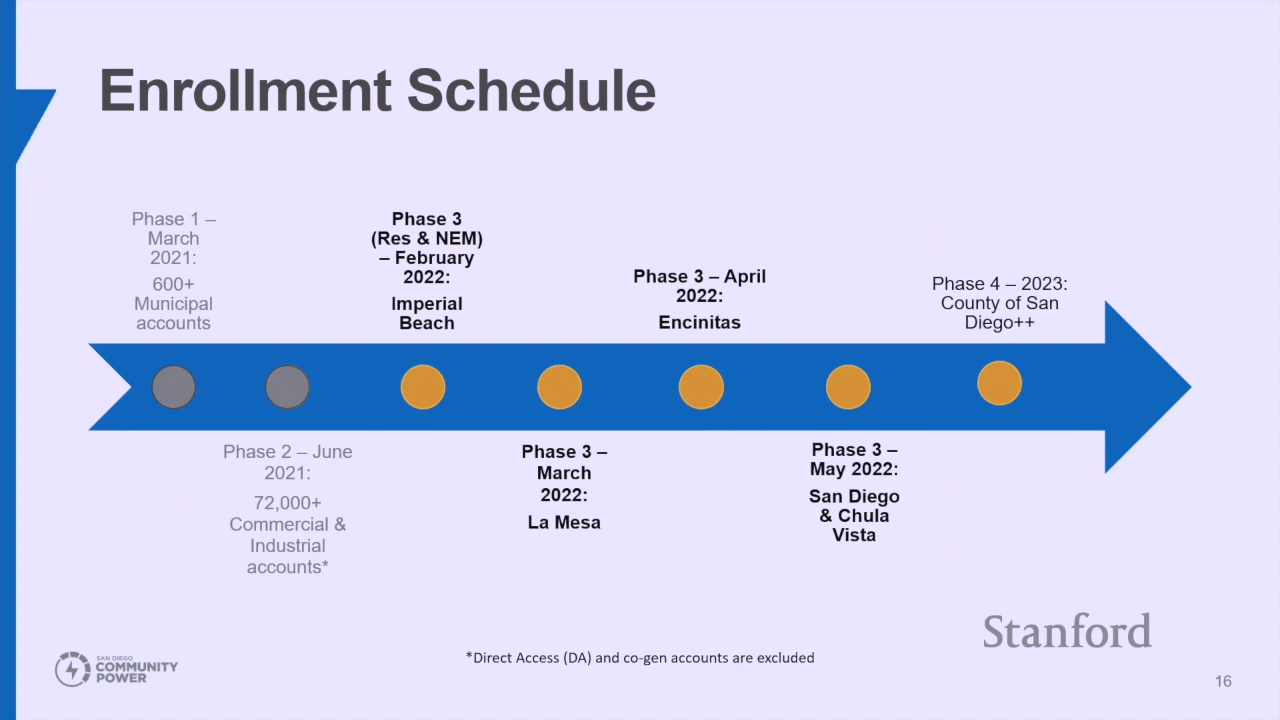 Enrollment Schedule
Phase 1 –
March
2021:
600+
Municipal
accounts
Phase 2 – June
2021:
72,000+
Commercial &
Industrial
accounts*
Phase 3
(Res & NEM)
– February
2022:
Imperial
Beach
Phase 3 –
March
2022:
La Mesa
Phase 3 – April
2022:
Encinitas
Phase 3 –
May 2022:
San Diego
& Chula
Vista
Phase 4 – 2023:
County of San
Diego++
Stanford
SAN DIEGO
COMMUNITY
POWER
*Direct Access (DA) and co-gen accounts are excluded
16